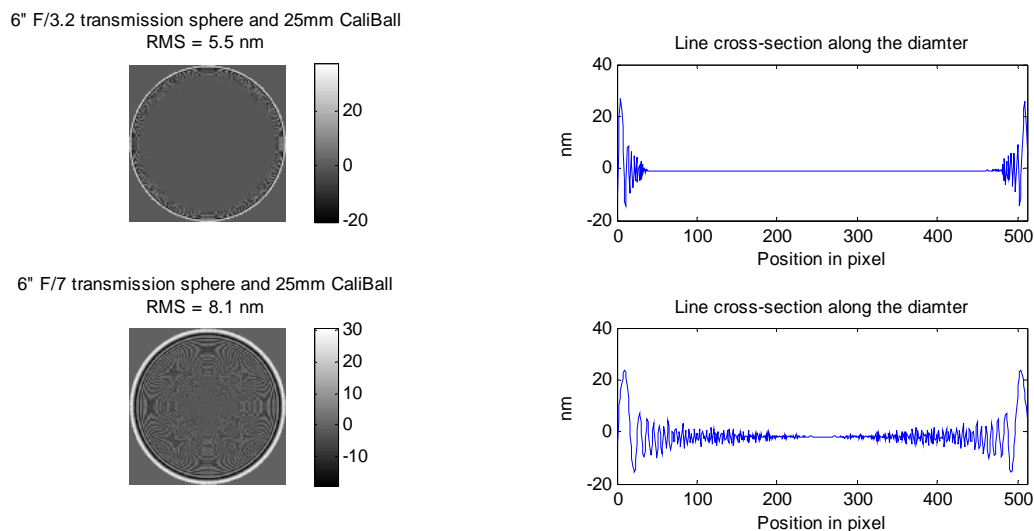 6" F/3.2 transmission sphere and 25mm CaliBall
RMS = 5.5 nm
20
0
-20
Line cross-section along the diamter
40
20
0
-20
nm
0 100 200 300 400 500
Position in pixel
6" F/7 transmission sphere and 25mm CaliBall
RMS = 8.1 nm
30
20
10
0
-10
Line cross-section along the diamter
40
20
0
-20
nm
0 100 200 300 400 500
Position in pixel